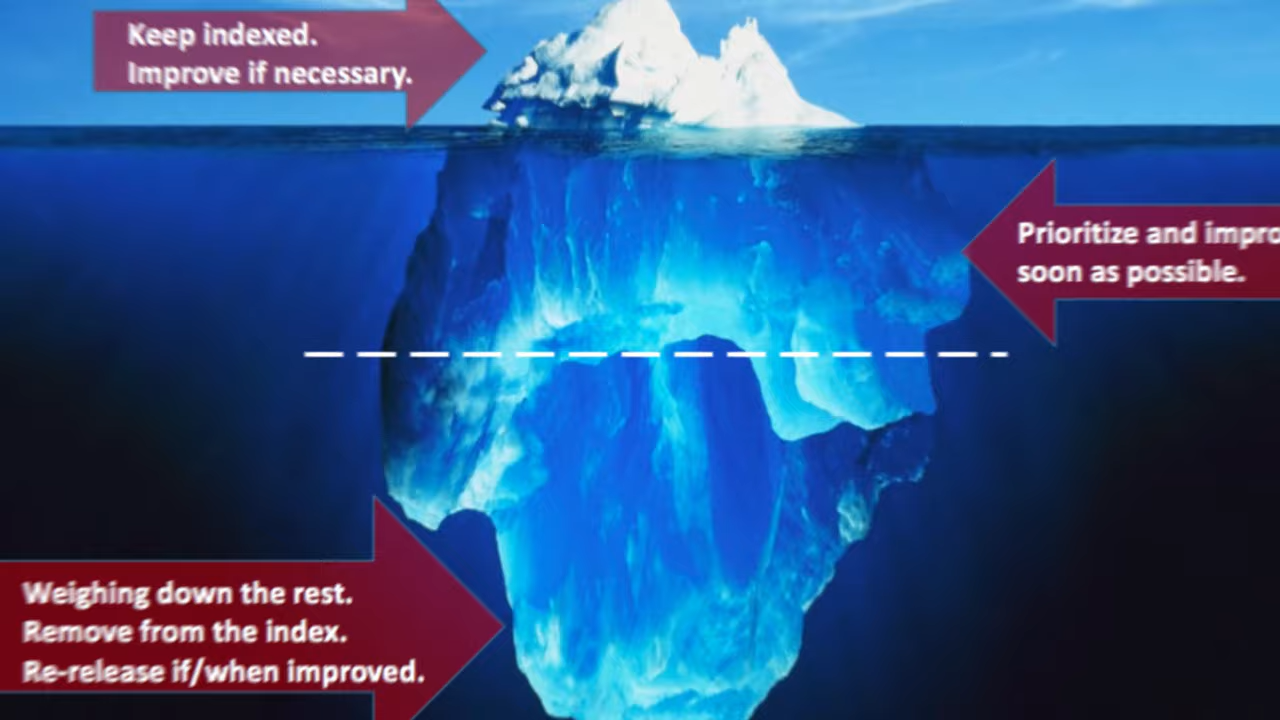 Keep indexed.
Improve if necessary.
Prioritize and impro
soon as possible.
Weighing down the rest.
Remove from the index.
Re-release if/when improved.